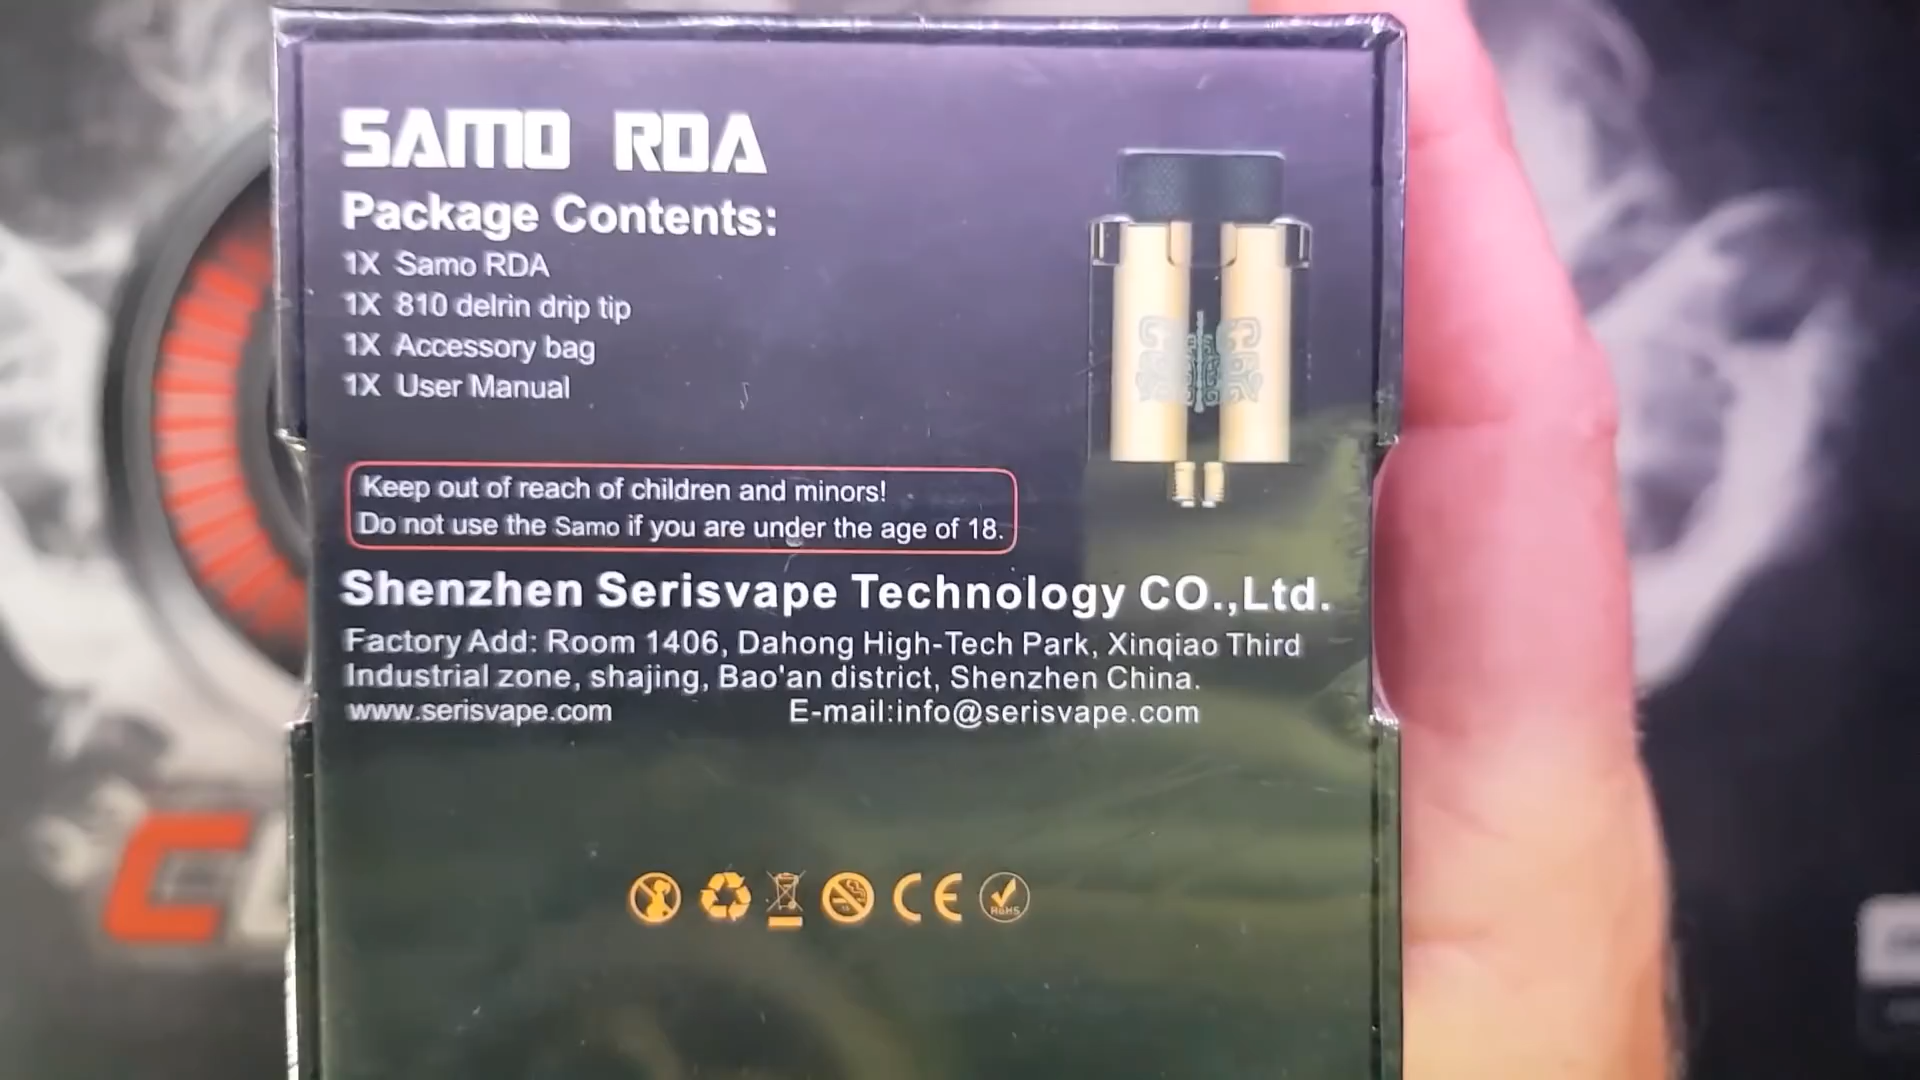 SAMO RDA
Package Contents:
1X Samo RDA
1X 810 delrin drip tip
1X Accessory bag
1X User Manual
Keep out of reach of children and minors!
Do not use the Samo if you are under the age of 18.
Shenzhen Serisvape Technology CO.,Ltd.
Factory Add: Room 1406, Dahong High-Tech Park, Xinqiao Third
Industrial zone, shajing, Bao'an district, Shenzhen China.
www.serisvape.com E-mail:info@serisvape.com
CE
RoHS